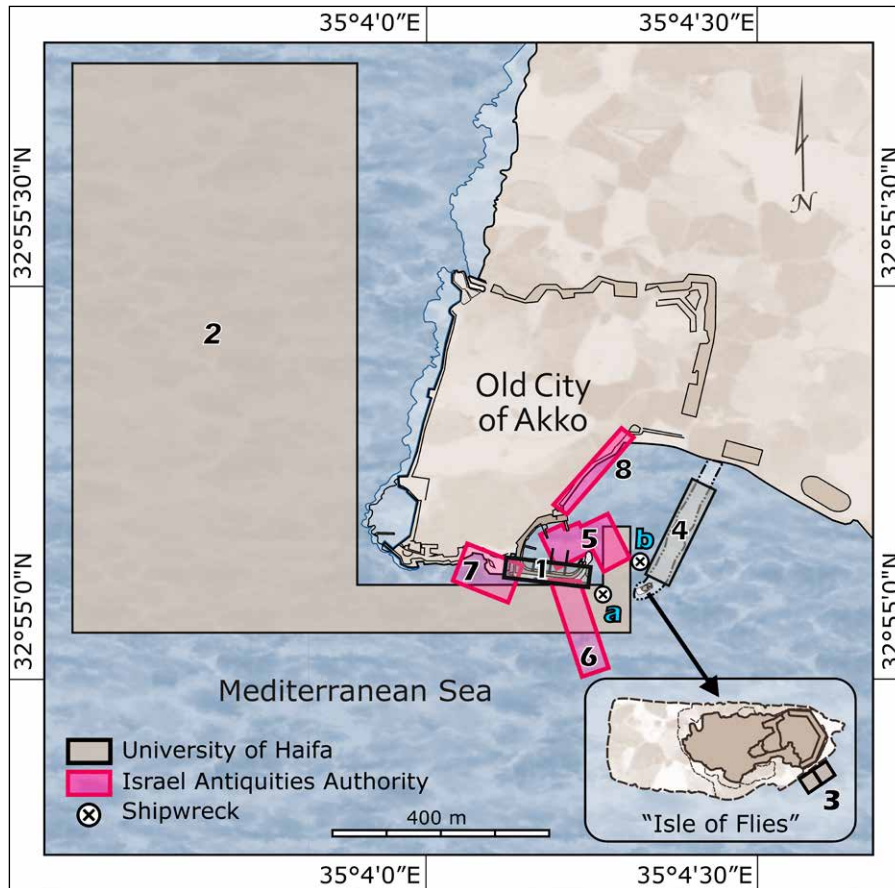 35°4'0"E
35°4'30"E
32°55'30"N
32°55'30"N
N
2
Old City
of Akko
8
4
5
b
1
7
a
6
32°55'0"N
32°55'0"N
Mediterranean Sea
University of Haifa
Israel Antiquities Authority
Shipwreck
400 m
3
"Isle of Flies"
35°4'0"E
35°4'30"E